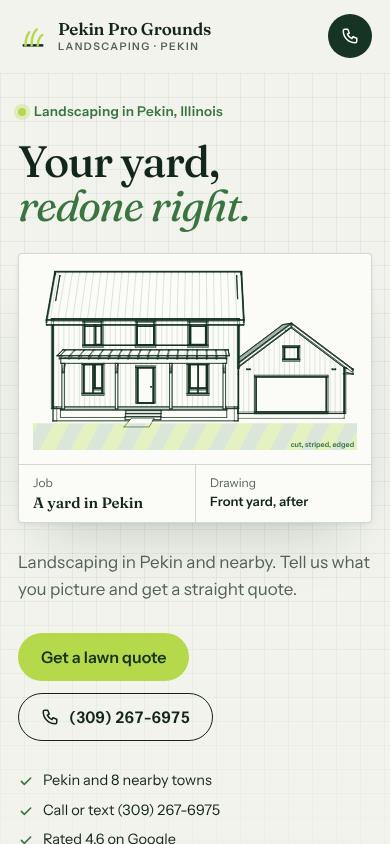 Pekin Pro Grounds
LANDSCAPING · PEKIN
Landscaping in Pekin, Illinois
Your yard,
redone right.
cut, striped, edged
Job
A yard in Pekin
Drawing
Front yard, after
Landscaping in Pekin and nearby. Tell us what
you picture and get a straight quote.
Get a lawn quote
(309) 267-6975
Pekin and 8 nearby towns
Call or text (309) 267-6975
Rated 4.6 on Google